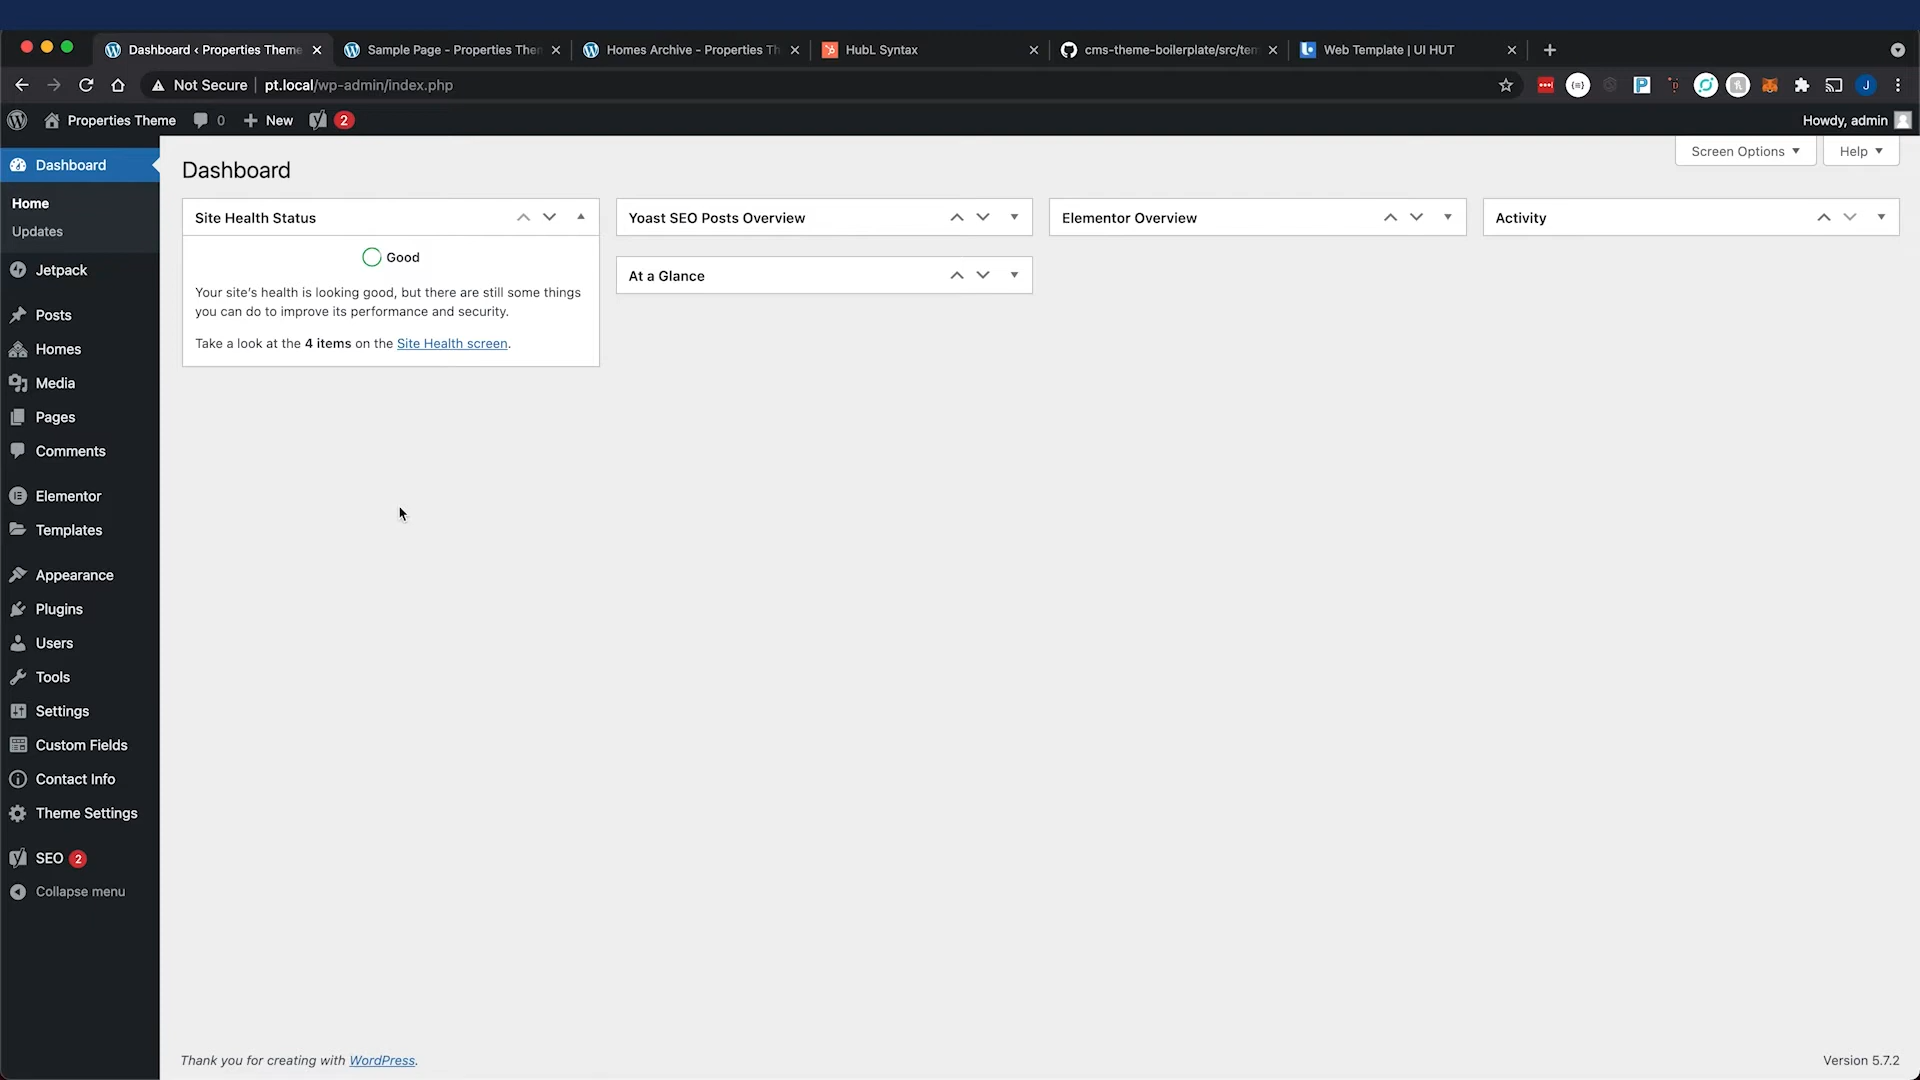 Dashboard ‹ Properties Theme
Sample Page - Properties Then
Homes Archive - Properties Th
HubL Syntax
cms-theme-boilerplate/src/tem
Web Template | UI HUT
Not Secure
pt.local/wp-admin/index.php
Properties Theme
0
New
2
Howdy, admin
Dashboard
Home
Updates
Jetpack
Posts
Homes
Media
Pages
Comments
Elementor
Templates
Appearance
Plugins
Users
Tools
Settings
Custom Fields
Contact Info
Theme Settings
SEO 2
Collapse menu
Dashboard
Screen Options
Help
Site Health Status
Good
Your site's health is looking good, but there are still some things
you can do to improve its performance and security.
Take a look at the 4 items on the Site Health screen.
Yoast SEO Posts Overview
At a Glance
Elementor Overview
Activity
Thank you for creating with WordPress.
Version 5.7.2